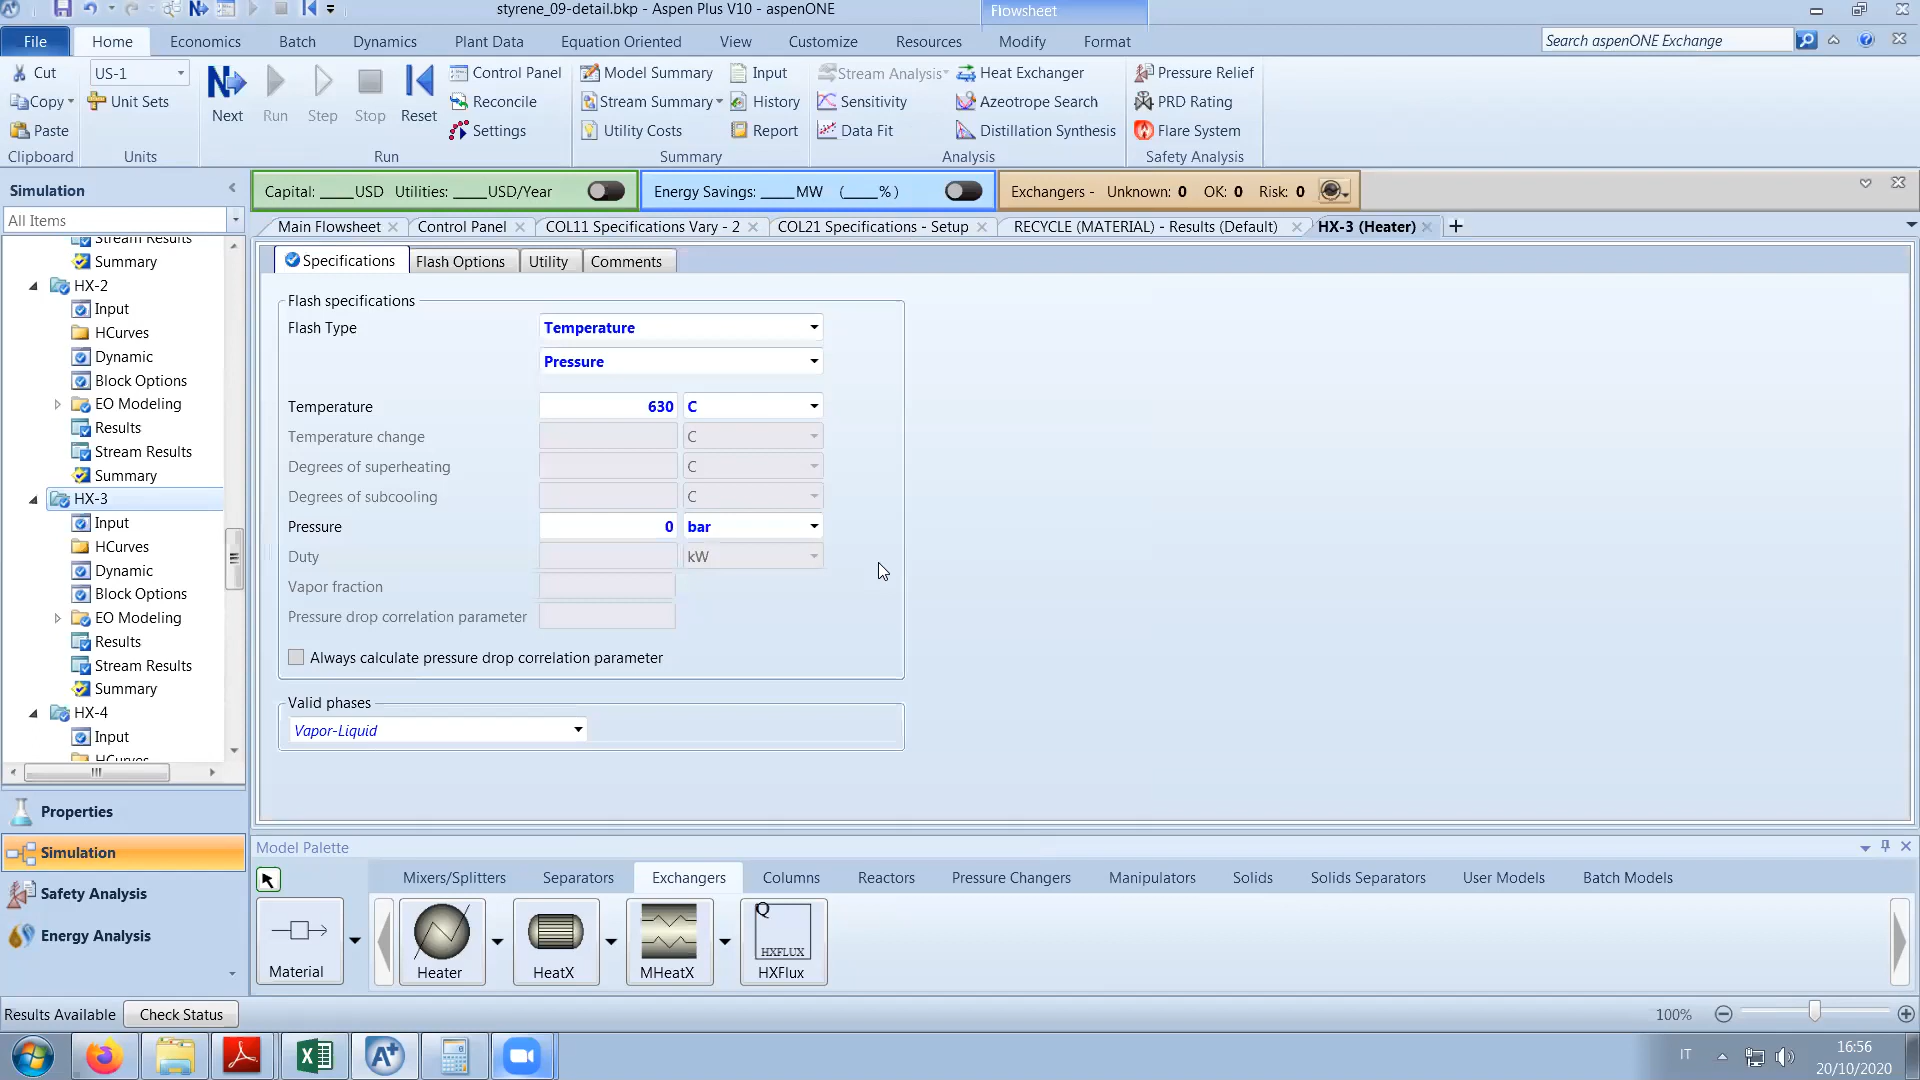 styrene_09-detail.bkp - Aspen Plus V10 - aspenONE
Flowsheet
File Home Economics Batch Dynamics Plant Data Equation Oriented View Customize Resources Modify Format Search aspenONE Exchange
Cut US-1 Control Panel Model Summary Input Stream Analysis Heat Exchanger Pressure Relief
Copy Unit Sets Next Run Step Stop Reset Reconcile Stream Summary History Sensitivity Azeotrope Search PRD Rating
Paste Settings Utility Costs Report Data Fit Distillation Synthesis Flare System
Clipboard Units Run Summary Analysis Safety Analysis
Simulation
Capital: ____USD Utilities: ____USD/Year Energy Savings: ____MW (____%) Exchangers - Unknown: 0 OK: 0 Risk: 0
All Items
Main Flowsheet Control Panel COL11 Specifications Vary - 2 COL21 Specifications - Setup RECYCLE (MATERIAL) - Results (Default) HX-3 (Heater)
Stream Results
Summary
HX-2
Input
HCurves
Dynamic
Block Options
EO Modeling
Results
Stream Results
Summary
HX-3
Input
HCurves
Dynamic
Block Options
EO Modeling
Results
Stream Results
Summary
HX-4
Input
HCurves
Properties
Simulation
Safety Analysis
Energy Analysis
Specifications Flash Options Utility Comments
Flash specifications
Flash Type Temperature
Pressure
Temperature 630 C
Temperature change C
Degrees of superheating C
Degrees of subcooling C
Pressure 0 bar
Duty kW
Vapor fraction
Pressure drop correlation parameter
Always calculate pressure drop correlation parameter
Valid phases
Vapor-Liquid
Model Palette
Mixers/Splitters Separators Exchangers Columns Reactors Pressure Changers Manipulators Solids Solids Separators User Models Batch Models
Q
HXFLUX
Material Heater HeatX MHeatX HXFlux
Results Available Check Status 100%
IT 16:56
20/10/2020